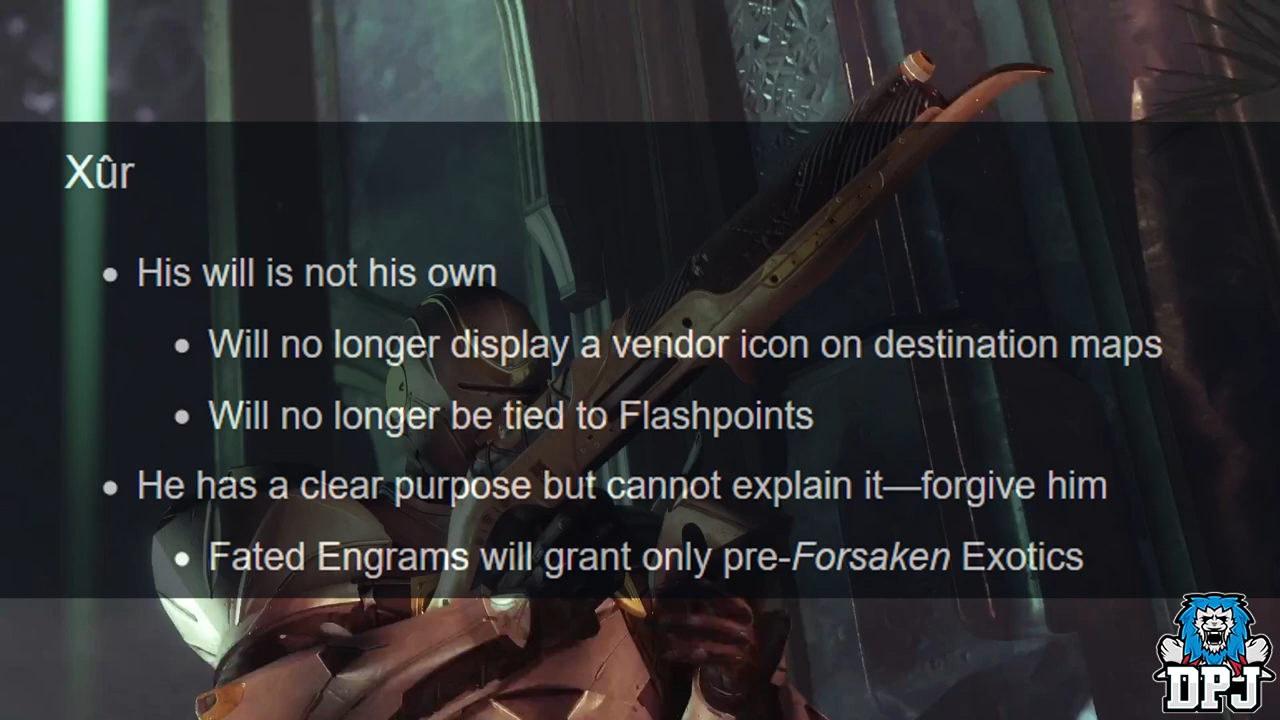 Xûr
His will is not his own
Will no longer display a vendor icon on destination maps
Will no longer be tied to Flashpoints
He has a clear purpose but cannot explain it—forgive him
Fated Engrams will grant only pre-Forsaken Exotics
DPJ